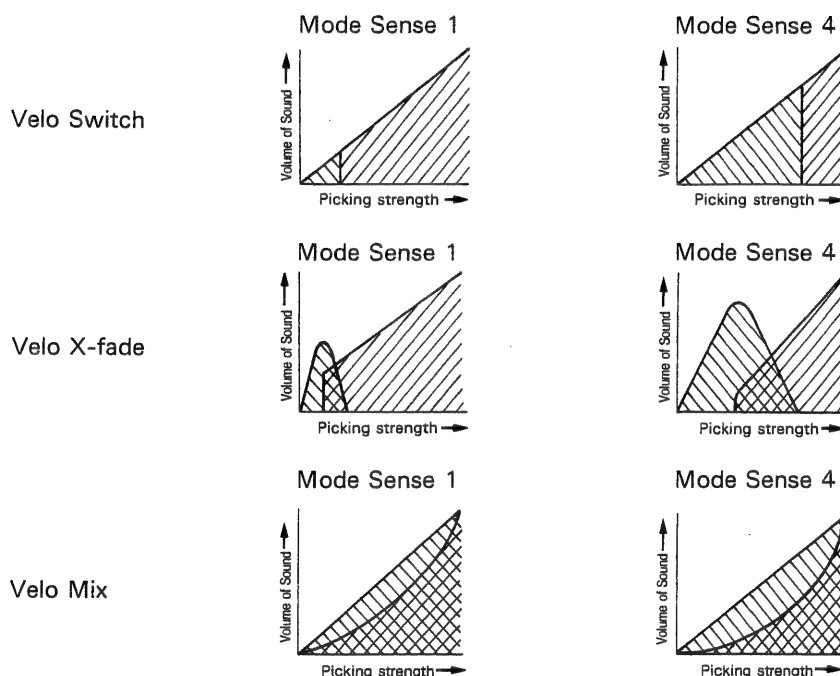 Mode Sense 1
Mode Sense 4
Velo Switch
Volume of Sound
Picking strength
Volume of Sound
Picking strength
Mode Sense 1
Mode Sense 4
Velo X-fade
Volume of Sound
Picking strength
Volume of Sound
Picking strength
Mode Sense 1
Mode Sense 4
Velo Mix
Volume of Sound
Picking strength
Volume of Sound
Picking strength